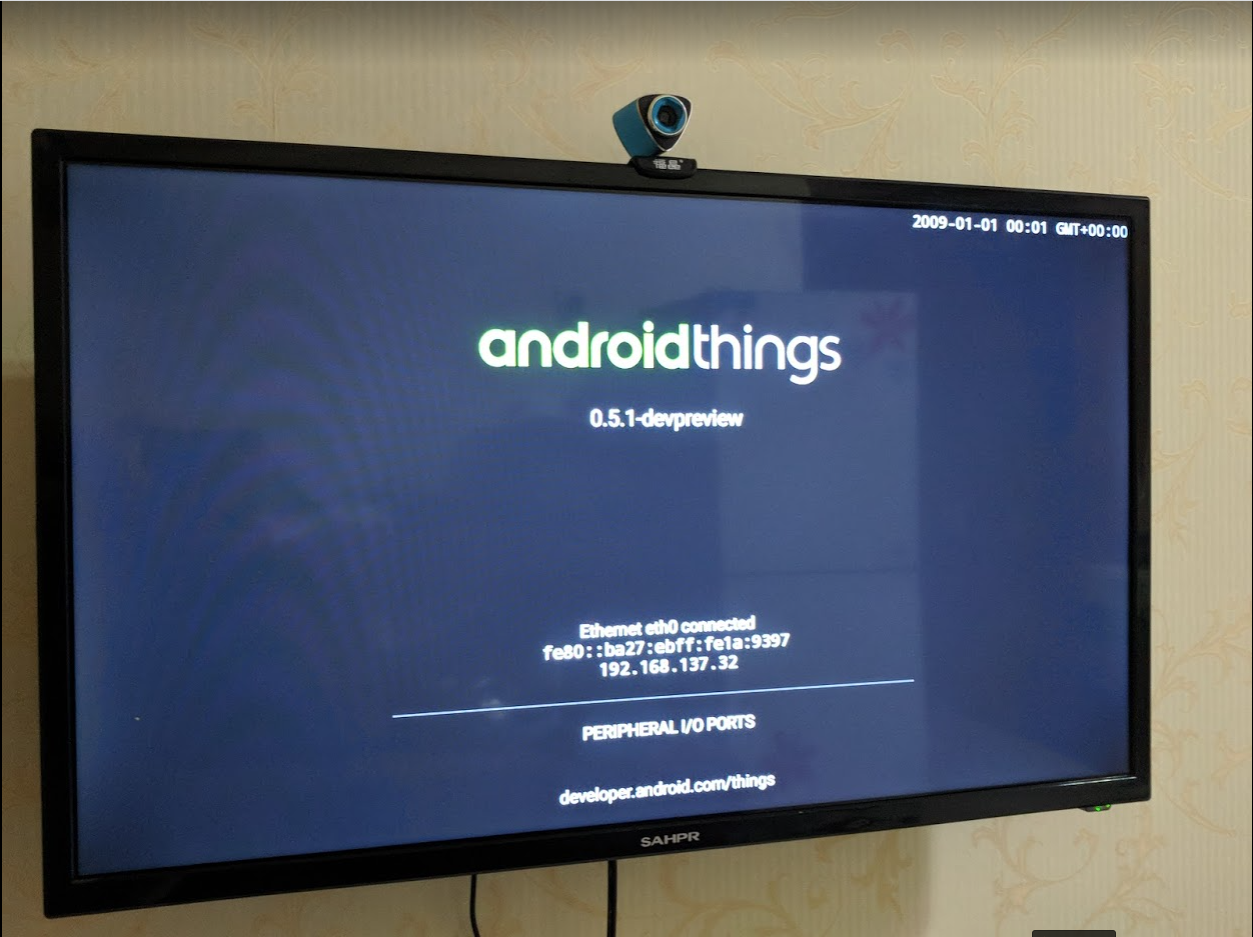 2009-01-01 00:01 GMT+00:00
androidthings
0.5.1-devpreview
Ethernet eth0 connected
fe80::ba27:ebff:fe1a:9397
192.168.137.32
PERIPHERAL I/O PORTS
developer.android.com/things
SAHPR